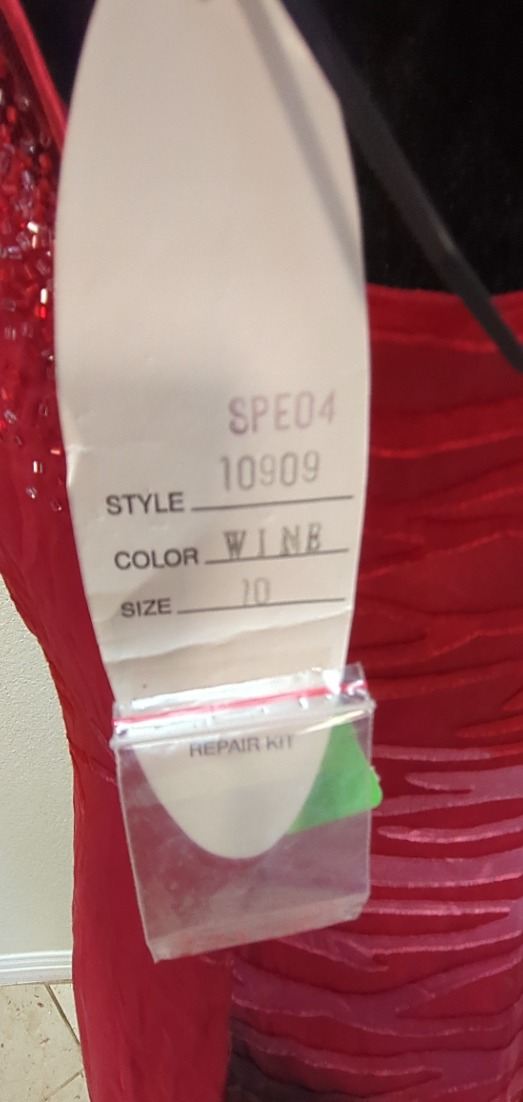 SPE04
STYLE 10909
COLOR WINE
SIZE 10
REPAIR KIT